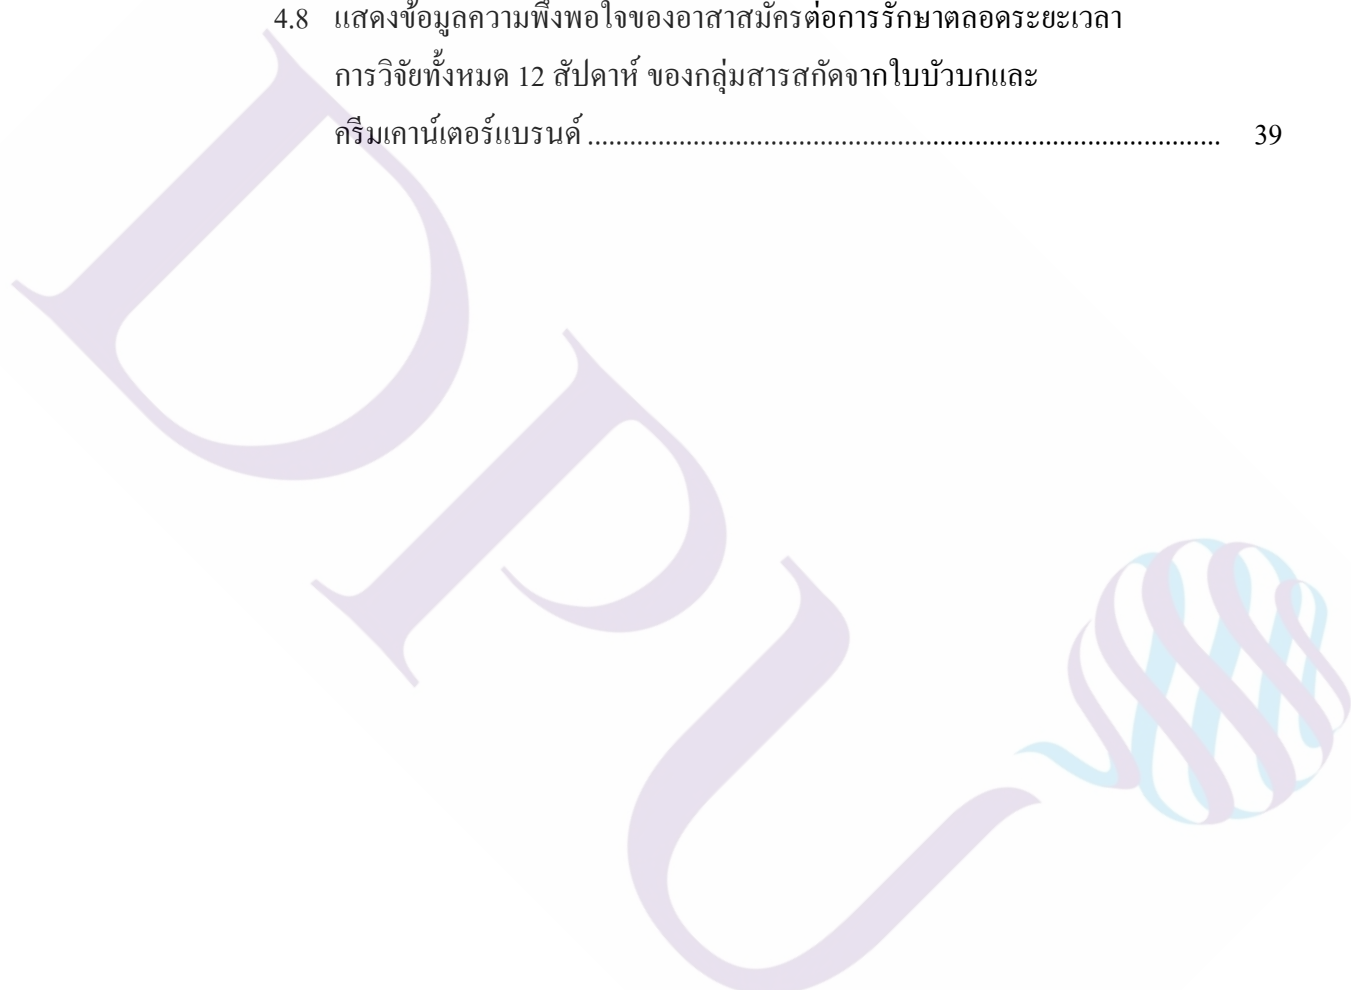 4.8 แสดงข้อมูลความพึงพอใจของอาสาสมัครต่อการรักษาตลอดระยะเวลา
การวิจัยทั้งหมด 12 สัปดาห์ ของกลุ่มสารสกัดจากใบบัวบกและ
ครีมเคาน์เตอร์แบรนด์ .......................................................................................... 39
DPU